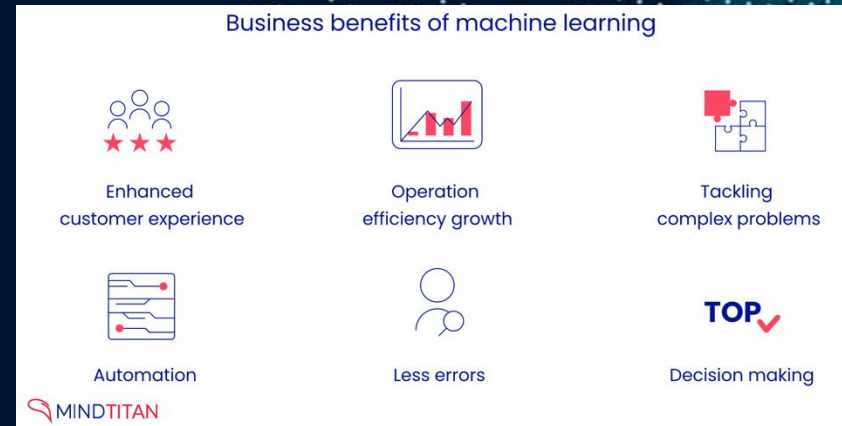 Business benefits of machine learning
Enhanced
customer experience
Operation
efficiency growth
Tackling
complex problems
TOP
Automation
Less errors
Decision making
MINDTITAN